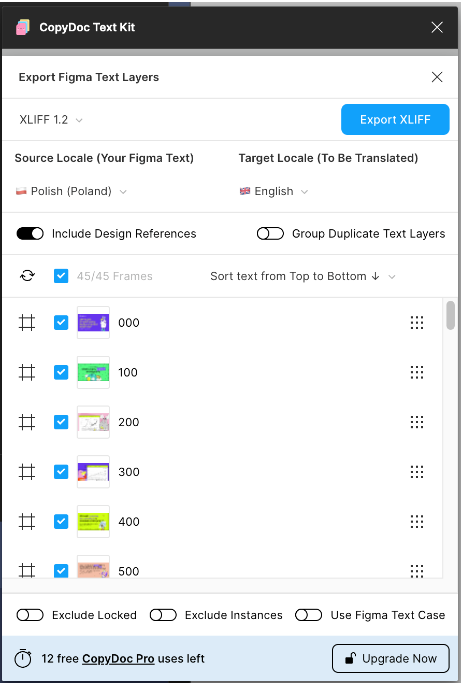 CopyDoc Text Kit
Export Figma Text Layers
XLIFF 1.2
Export XLIFF
Source Locale (Your Figma Text)
Target Locale (To Be Translated)
Polish (Poland)
English
Include Design References
Group Duplicate Text Layers
45/45 Frames
Sort text from Top to Bottom ↓
000
100
200
300
400
500
Exclude Locked
Exclude Instances
Use Figma Text Case
12 free CopyDoc Pro uses left
Upgrade Now